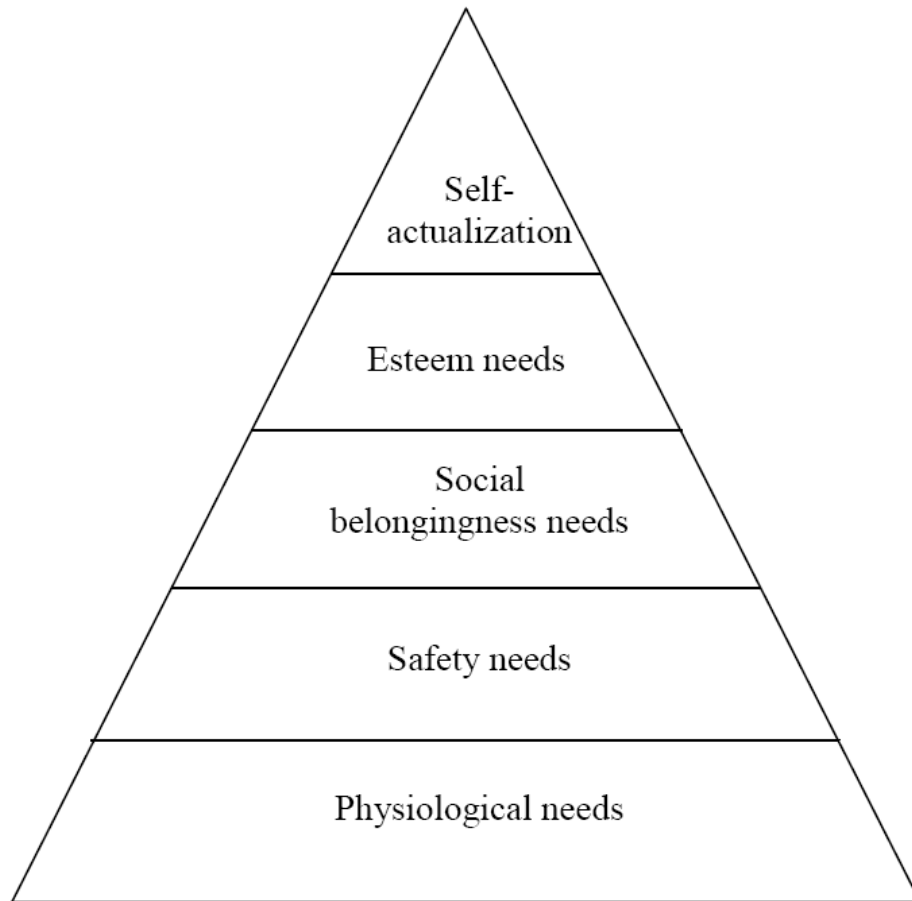 Self-
actualization
Esteem needs
Social
belongingness needs
Safety needs
Physiological needs